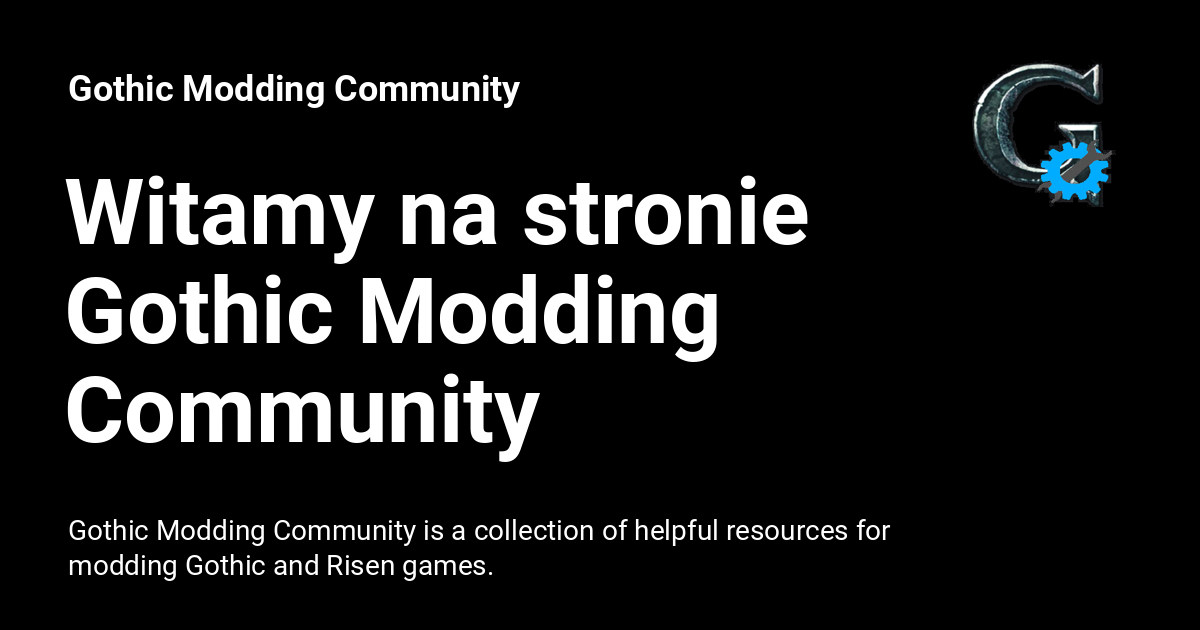 Gothic Modding Community
Witamy na stronie
Gothic Modding
Community
Gothic Modding Community is a collection of helpful resources for
modding Gothic and Risen games.
G